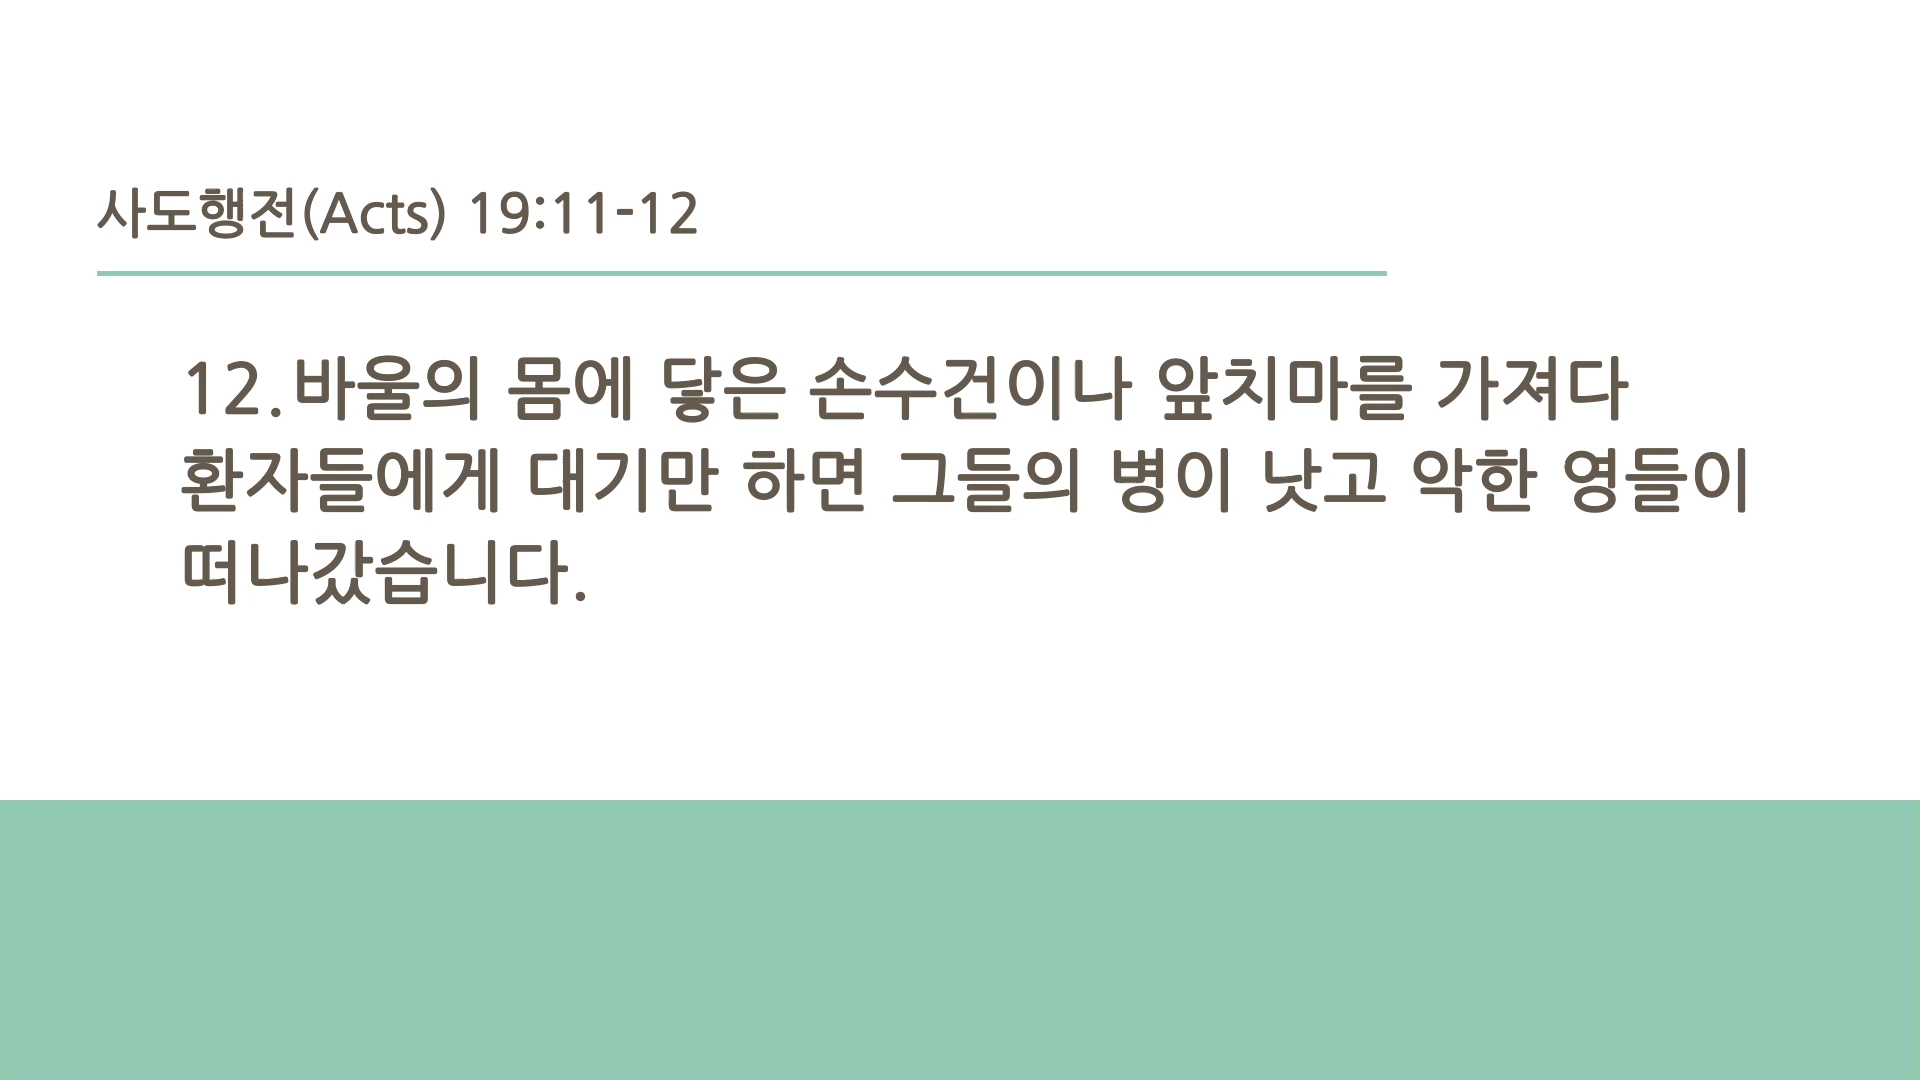 사도행전(Acts) 19:11-12
12.바울의 몸에 닿은 손수건이나 앞치마를 가져다
환자들에게 대기만 하면 그들의 병이 낫고 악한 영들이
떠나갔습니다.